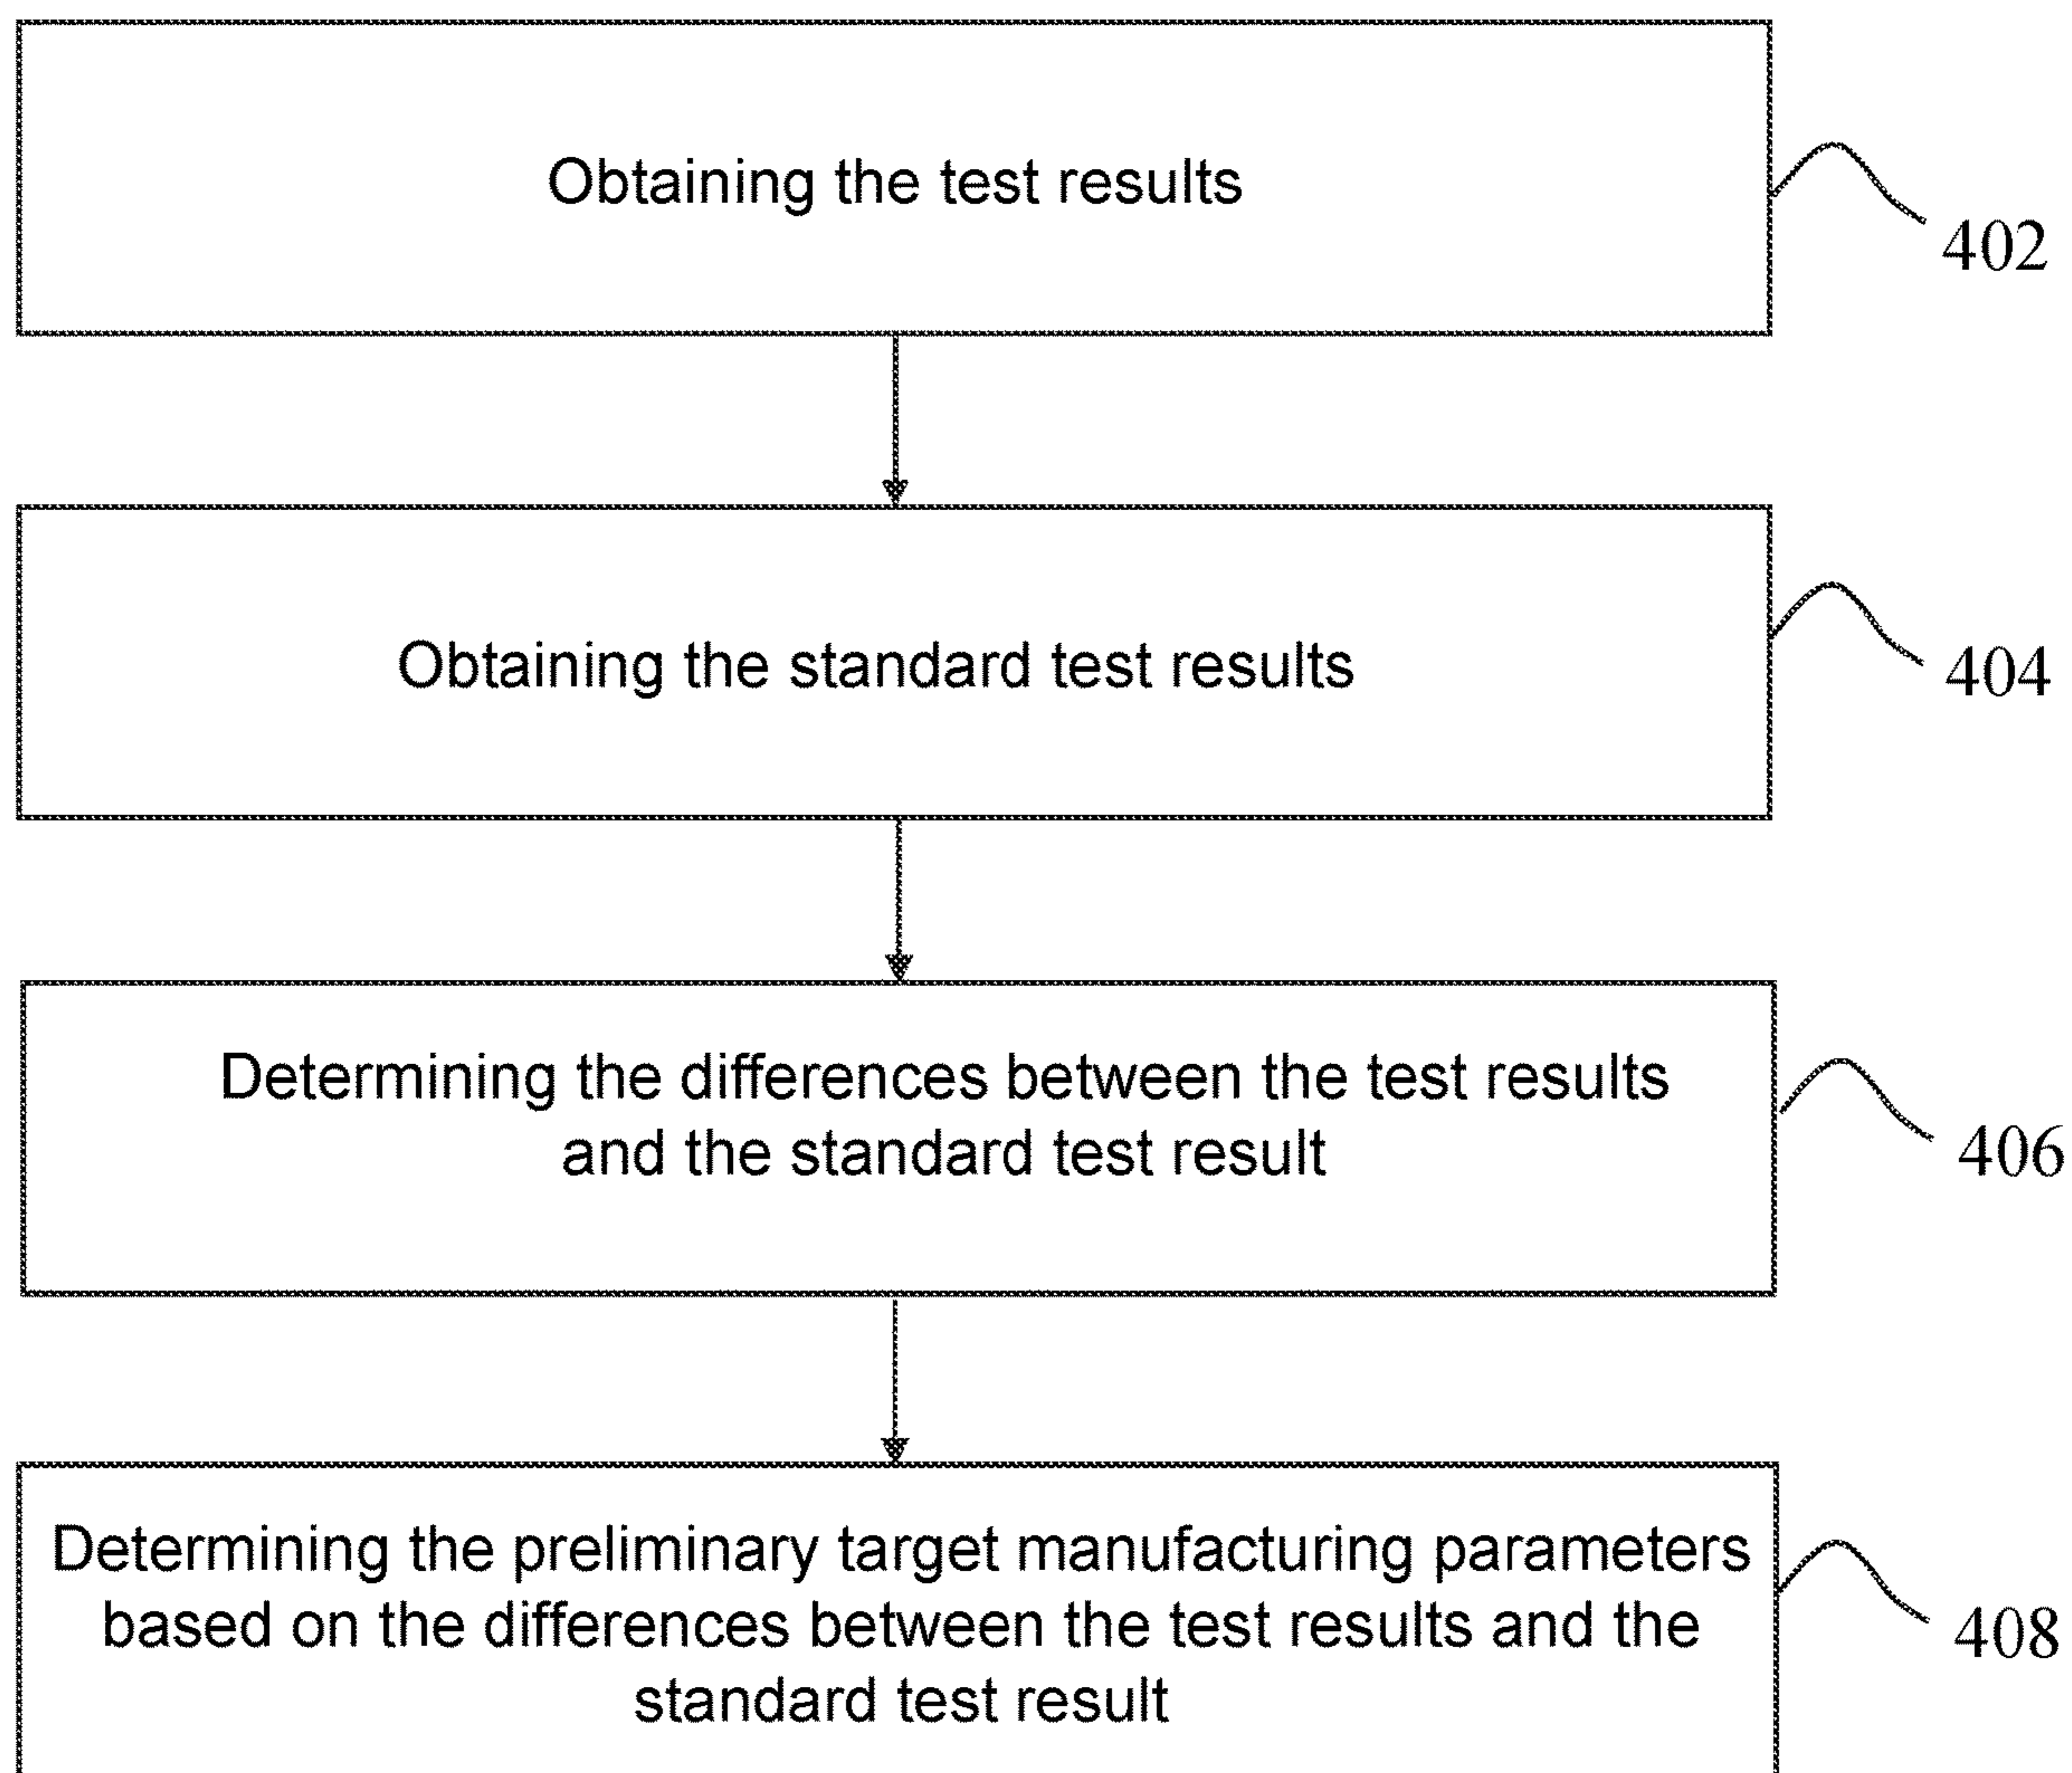 Obtaining the test results
402
Obtaining the standard test results
404
Determining the differences between the test results
and the standard test result
406
Determining the preliminary target manufacturing parameters
based on the differences between the test results and the
standard test result
408